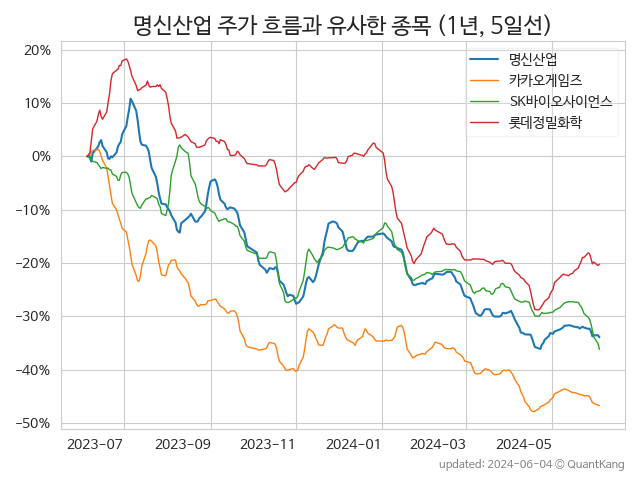 명신산업 주가 흐름과 유사한 종목 (1년, 5일선)
20%
10%
0%
−10%
−20%
−30%
−40%
−50%
명신산업
카카오게임즈
SK바이오사이언스
롯데정밀화학
2023-07
2023-09
2023-11
2024-01
2024-03
2024-05
updated: 2024-06-04 © QuantKang